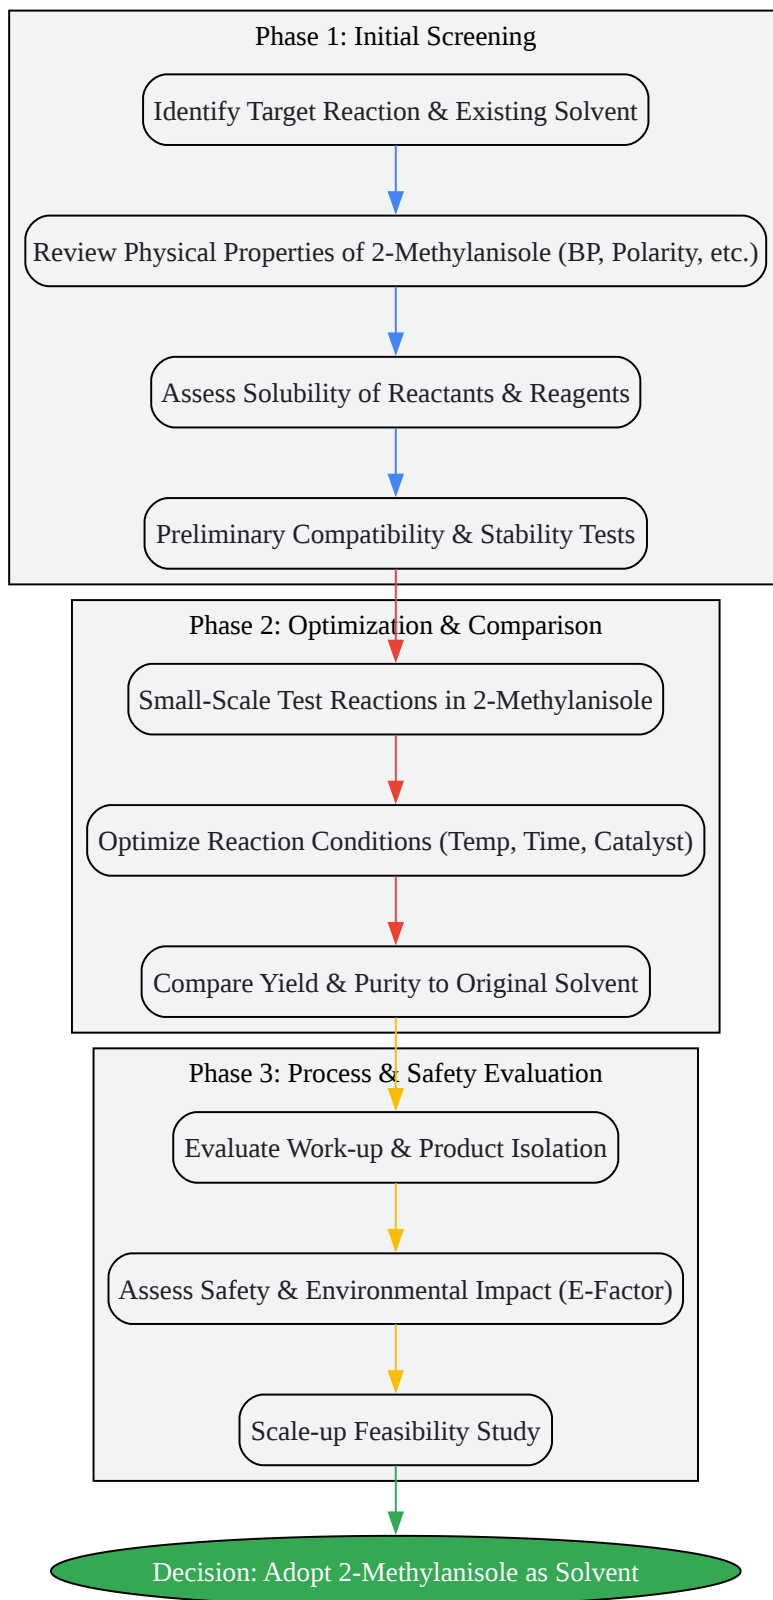 Phase 1: Initial Screening
Identify Target Reaction & Existing Solvent
Review Physical Properties of 2-Methylanisole (BP, Polarity, etc.)
Assess Solubility of Reactants & Reagents
Preliminary Compatibility & Stability Tests
Phase 2: Optimization & Comparison
Small-Scale Test Reactions in 2-Methylanisole
Optimize Reaction Conditions (Temp, Time, Catalyst)
Compare Yield & Purity to Original Solvent
Phase 3: Process & Safety Evaluation
Evaluate Work-up & Product Isolation
Assess Safety & Environmental Impact (E-Factor)
Scale-up Feasibility Study
Decision: Adopt 2-Methylanisole as Solvent